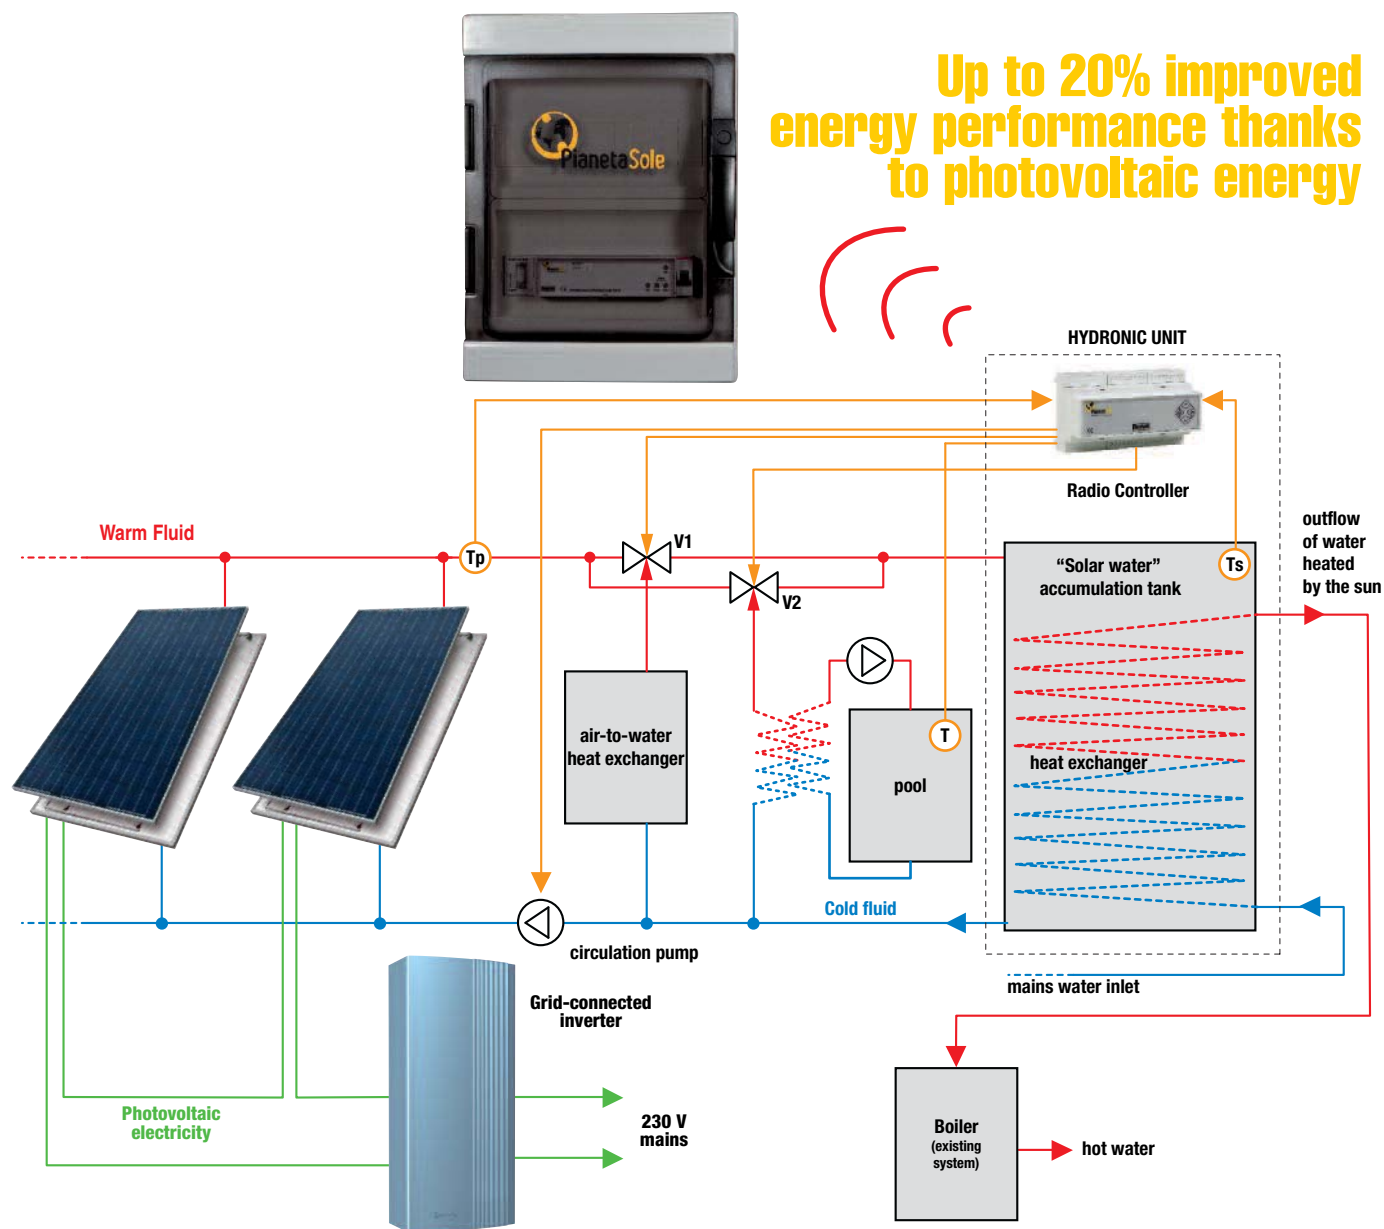 Up to 20% improved
energy performance thanks
to photovoltaic energy
PianetaSole
HYDRONIC UNIT
Radio Controller
Warm Fluid
Tp
V1
V2
"Solar water"
accumulation tank
Ts
outflow
of water
heated
by the sun
air-to-water
heat exchanger
T
pool
heat exchanger
Cold fluid
circulation pump
mains water inlet
Grid-connected
inverter
Photovoltaic
electricity
230 V
mains
Boiler
(existing
system)
hot water